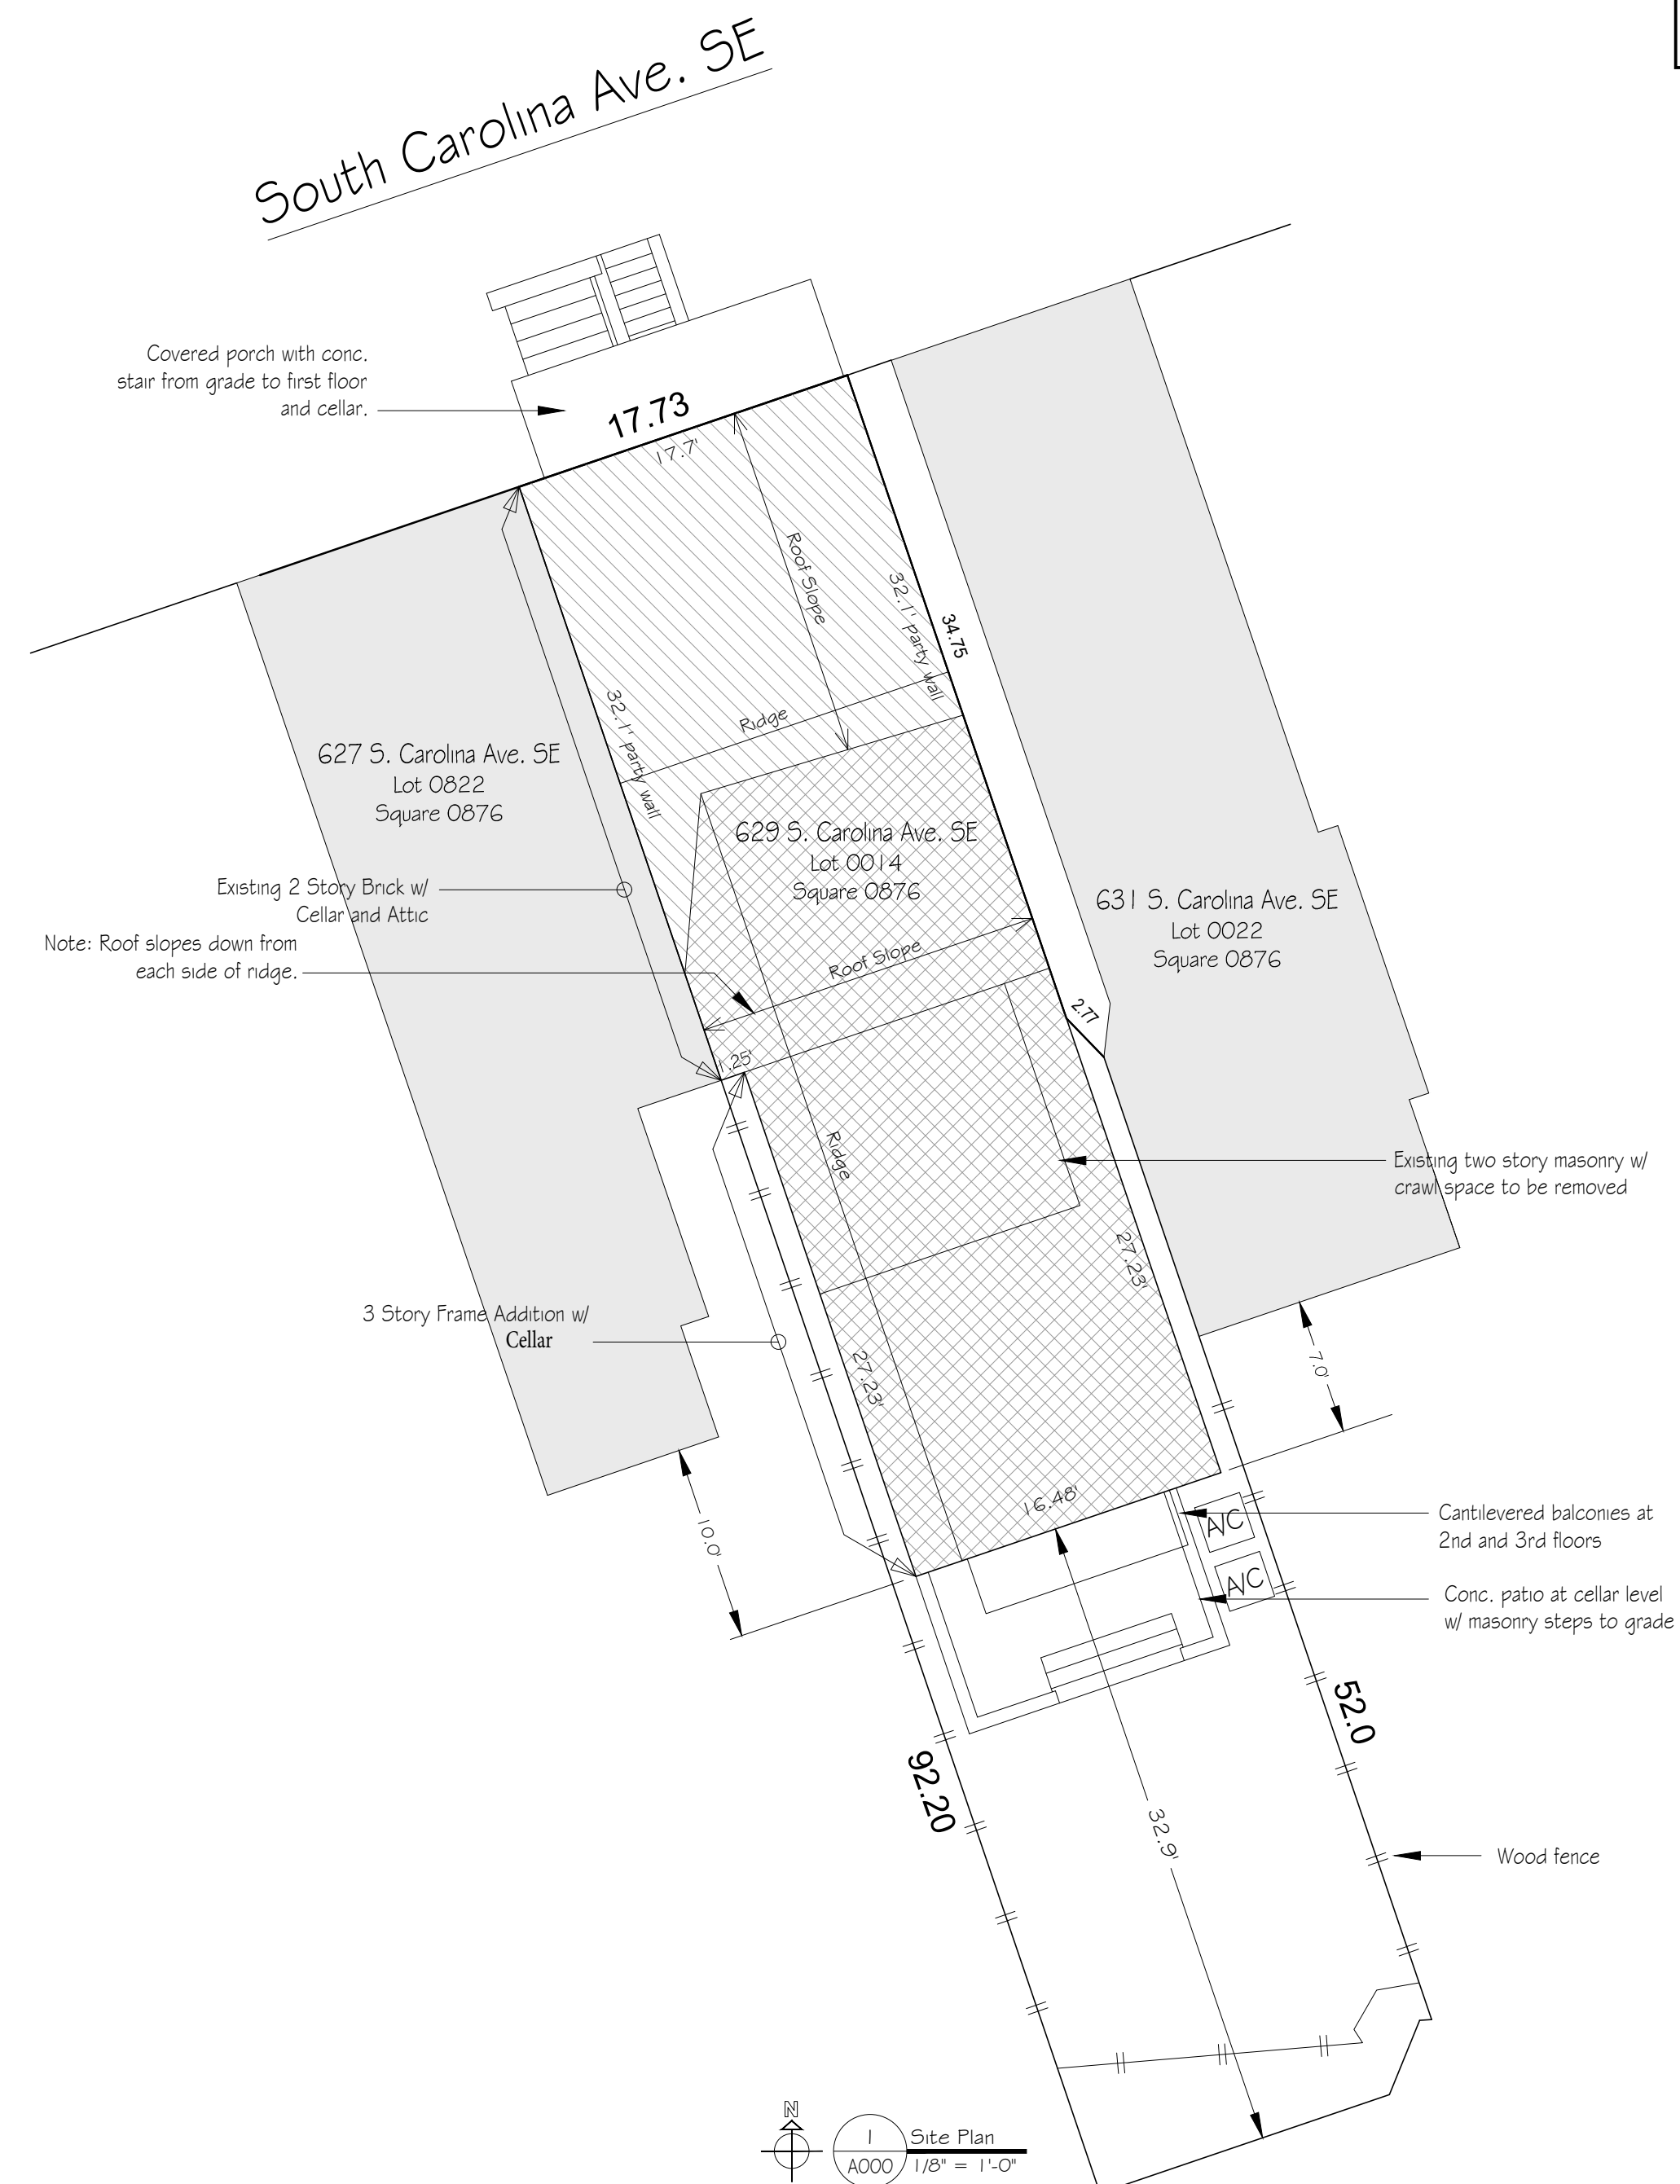 South Carolina Ave. SE
Covered porch with conc.
stair from grade to first floor
and cellar.
17.73
17.7'
Roof Slope
32.1' party wall
34.75
Ridge
32.1' party wall
627 S. Carolina Ave. SE
Lot 0822
Square 0876
629 S. Carolina Ave. SE
Lot 0014
Square 0876
Existing 2 Story Brick w/
Cellar and Attic
631 S. Carolina Ave. SE
Lot 0022
Square 0876
Note: Roof slopes down from
each side of ridge.
Roof Slope
2.77
1.25'
Ridge
Existing two story masonry w/
crawl space to be removed
27.23'
3 Story Frame Addition w/
Cellar
27.23'
7.0'
16.48'
10.0'
A/C
Cantilevered balconies at
2nd and 3rd floors
A/C
Conc. patio at cellar level
w/ masonry steps to grade
52.0
92.20
32.9'
Wood fence
N
1
A000
Site Plan
1/8" = 1'-0"